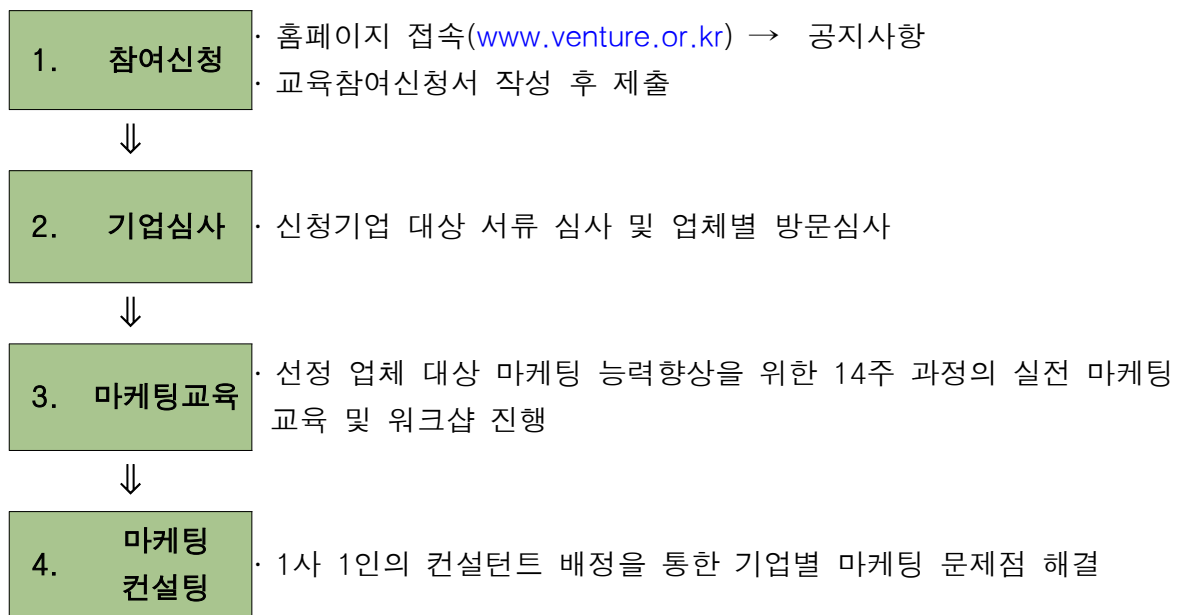 1. 참여신청
· 홈페이지 접속(www.venture.or.kr) → 공지사항
· 교육참여신청서 작성 후 제출
⇓
2. 기업심사
· 신청기업 대상 서류 심사 및 업체별 방문심사
⇓
3. 마케팅교육
· 선정 업체 대상 마케팅 능력향상을 위한 14주 과정의 실전 마케팅
교육 및 워크샵 진행
⇓
4. 마케팅
컨설팅
· 1사 1인의 컨설턴트 배정을 통한 기업별 마케팅 문제점 해결